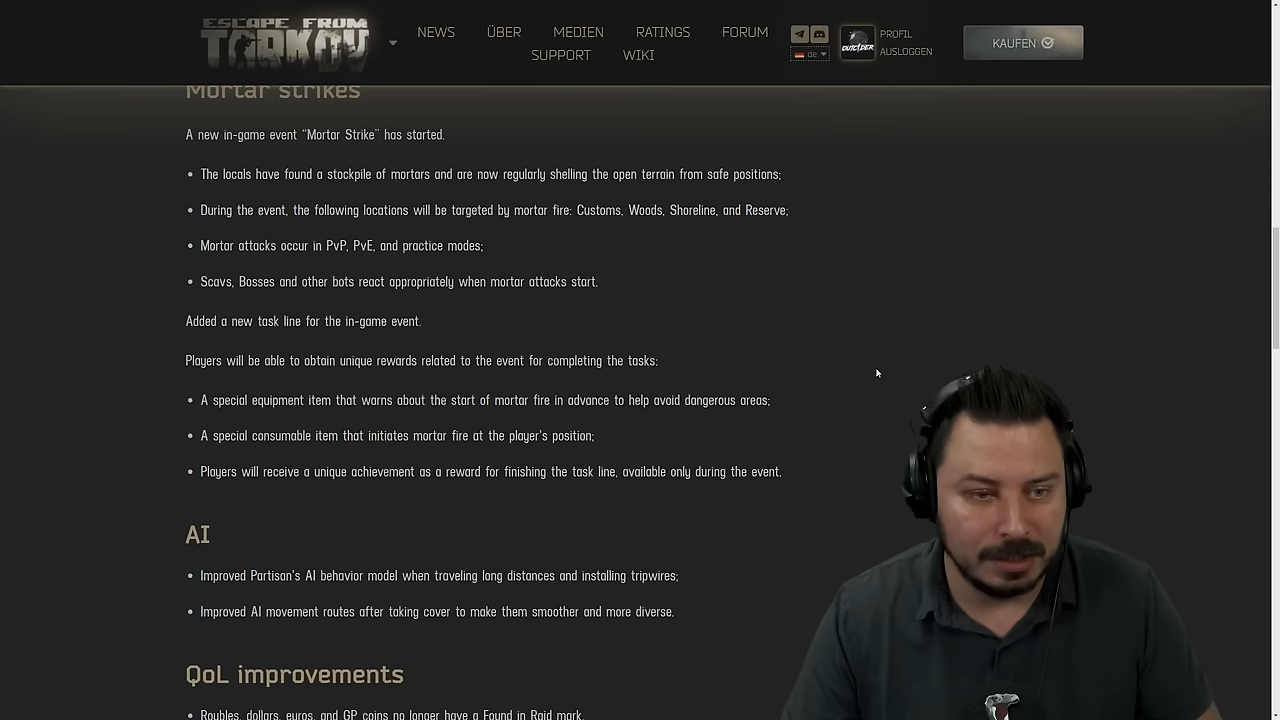 ESCAPE FROM
TARKOV
NEWS ÜBER MEDIEN RATINGS FORUM
SUPPORT WIKI
de
OUTCIDER
PROFIL
AUSLOGGEN
KAUFEN
Mortar strikes
A new in-game event “Mortar Strike” has started.
• The locals have found a stockpile of mortars and are now regularly shelling the open terrain from safe positions;
• During the event, the following locations will be targeted by mortar fire: Customs, Woods, Shoreline, and Reserve;
• Mortar attacks occur in PvP, PvE, and practice modes;
• Scavs, Bosses and other bots react appropriately when mortar attacks start.
Added a new task line for the in-game event.
Players will be able to obtain unique rewards related to the event for completing the tasks:
• A special equipment item that warns about the start of mortar fire in advance to help avoid dangerous areas;
• A special consumable item that initiates mortar fire at the player's position;
• Players will receive a unique achievement as a reward for finishing the task line, available only during the event.
AI
• Improved Partisan's AI behavior model when traveling long distances and installing tripwires;
• Improved AI movement routes after taking cover to make them smoother and more diverse.
QoL improvements
• Roubles, dollars, euros, and GP coins no longer have a Found in Raid mark.